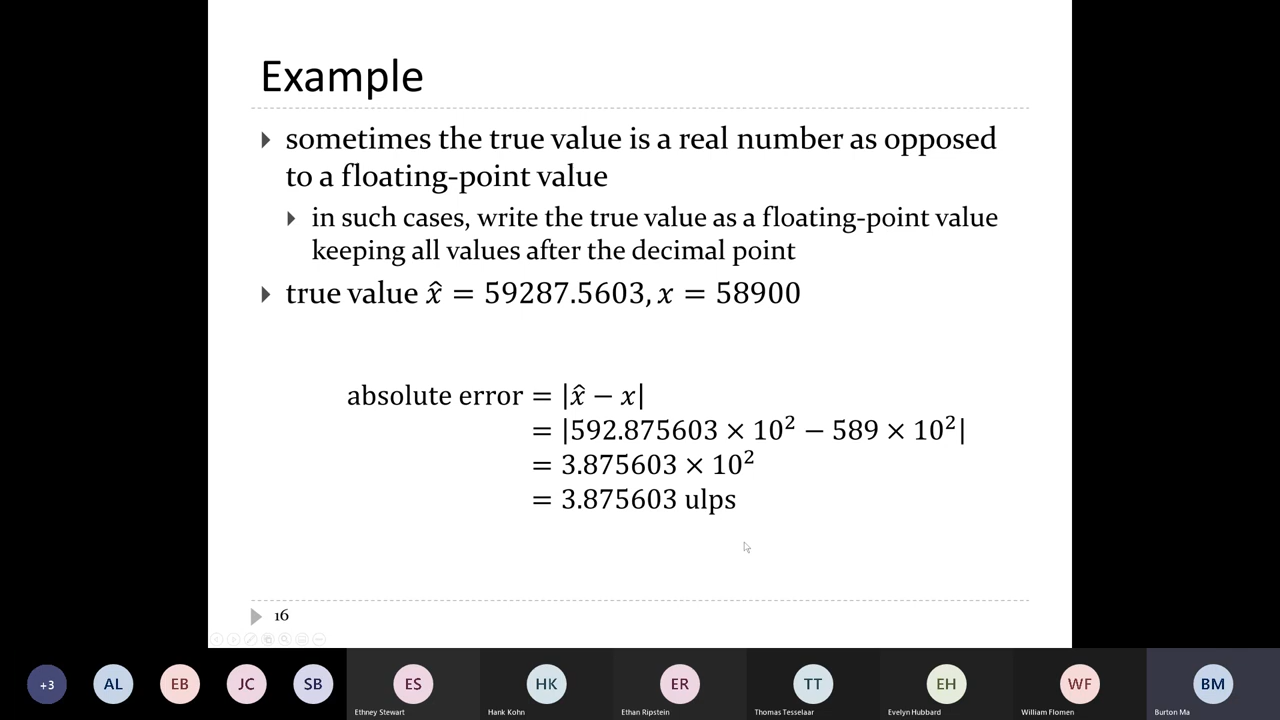 Example
sometimes the true value is a real number as opposed
to a floating-point value
in such cases, write the true value as a floating-point value
keeping all values after the decimal point
true value x̂ = 59287.5603, x = 58900
absolute error = |x̂ − x|
= |592.875603 × 10² − 589 × 10²|
= 3.875603 × 10²
= 3.875603 ulps
16
+3 AL EB JC SB ES HK ER TT EH WF BM
Ethney Stewart Hank Kohn Ethan Ripstein Thomas Tesselaar Evelyn Hubbard William Flomen Burton Ma